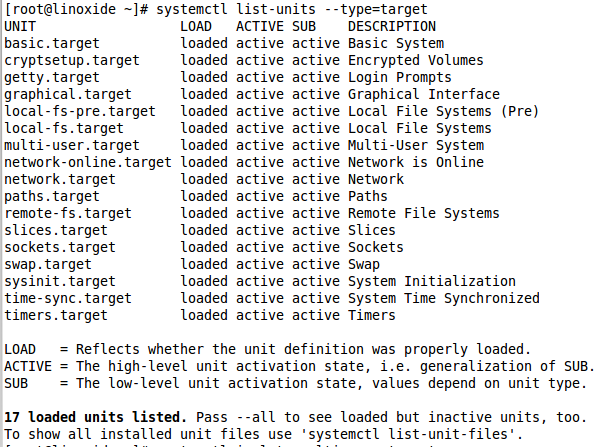 [root@linoxide ~]# systemctl list-units --type=target
UNIT                  LOAD   ACTIVE SUB    DESCRIPTION
basic.target          loaded active active Basic System
cryptsetup.target     loaded active active Encrypted Volumes
getty.target          loaded active active Login Prompts
graphical.target      loaded active active Graphical Interface
local-fs-pre.target   loaded active active Local File Systems (Pre)
local-fs.target       loaded active active Local File Systems
multi-user.target     loaded active active Multi-User System
network-online.target loaded active active Network is Online
network.target        loaded active active Network
paths.target          loaded active active Paths
remote-fs.target      loaded active active Remote File Systems
slices.target         loaded active active Slices
sockets.target        loaded active active Sockets
swap.target           loaded active active Swap
sysinit.target        loaded active active System Initialization
time-sync.target      loaded active active System Time Synchronized
timers.target         loaded active active Timers
LOAD   = Reflects whether the unit definition was properly loaded.
ACTIVE = The high-level unit activation state, i.e. generalization of SUB.
SUB    = The low-level unit activation state, values depend on unit type.
17 loaded units listed. Pass --all to see loaded but inactive units, too.
To show all installed unit files use 'systemctl list-unit-files'.